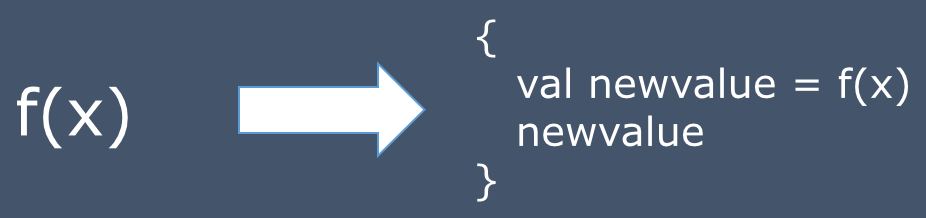 f(x)
{
val newvalue = f(x)
newvalue
}